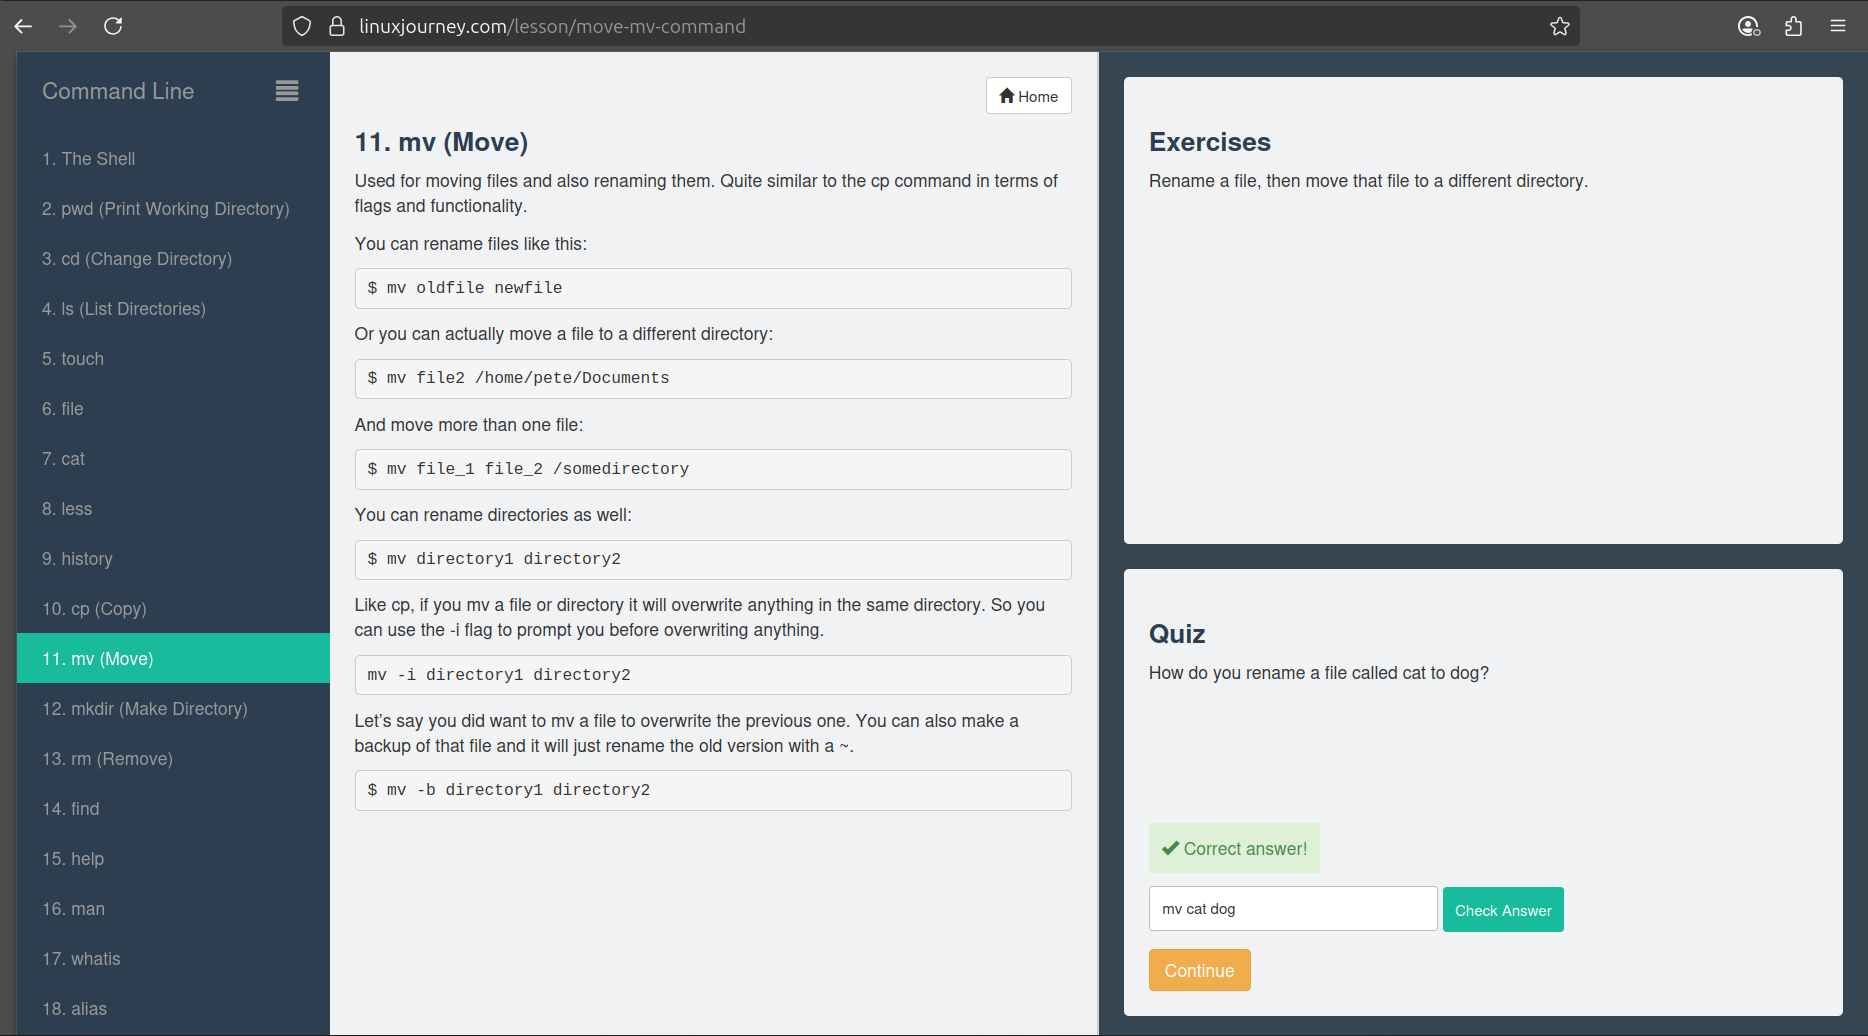 linuxjourney.com/lesson/move-mv-command
Command Line
1. The Shell
2. pwd (Print Working Directory)
3. cd (Change Directory)
4. ls (List Directories)
5. touch
6. file
7. cat
8. less
9. history
10. cp (Copy)
11. mv (Move)
12. mkdir (Make Directory)
13. rm (Remove)
14. find
15. help
16. man
17. whatis
18. alias
Home
11. mv (Move)
Used for moving files and also renaming them. Quite similar to the cp command in terms of
flags and functionality.
You can rename files like this:
$ mv oldfile newfile
Or you can actually move a file to a different directory:
$ mv file2 /home/pete/Documents
And move more than one file:
$ mv file_1 file_2 /somedirectory
You can rename directories as well:
$ mv directory1 directory2
Like cp, if you mv a file or directory it will overwrite anything in the same directory. So you
can use the -i flag to prompt you before overwriting anything.
mv -i directory1 directory2
Let’s say you did want to mv a file to overwrite the previous one. You can also make a
backup of that file and it will just rename the old version with a ~.
$ mv -b directory1 directory2
Exercises
Rename a file, then move that file to a different directory.
Quiz
How do you rename a file called cat to dog?
Correct answer!
mv cat dog
Check Answer
Continue